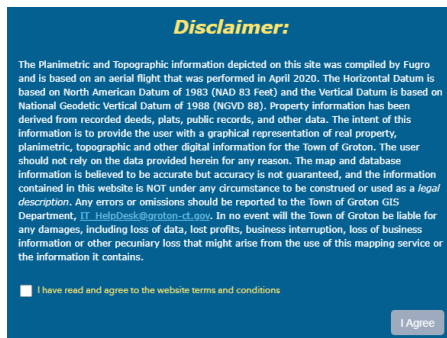 Disclaimer:
The Planimetric and Topographic information depicted on this site was compiled by Fugro
and is based on an aerial flight that was performed in April 2020. The Horizontal Datum is
based on North American Datum of 1983 (NAD 83 Feet) and the Vertical Datum is based on
National Geodetic Vertical Datum of 1988 (NGVD 88). Property information has been
derived from recorded deeds, plats, public records, and other data. The intent of this
information is to provide the user with a graphical representation of real property,
planimetric, topographic and other digital information for the Town of Groton. The user
should not rely on the data provided herein for any reason. The map and database
information is believed to be accurate but accuracy is not guaranteed, and the information
contained in this website is NOT under any circumstance to be construed or used as a legal
description. Any errors or omissions should be reported to the Town of Groton GIS
Department, IT_HelpDesk@groton-ct.gov. In no event will the Town of Groton be liable for
any damages, including loss of data, lost profits, business interruption, loss of business
information or other pecuniary loss that might arise from the use of this mapping service or
the information it contains.
I have read and agree to the website terms and conditions
I Agree